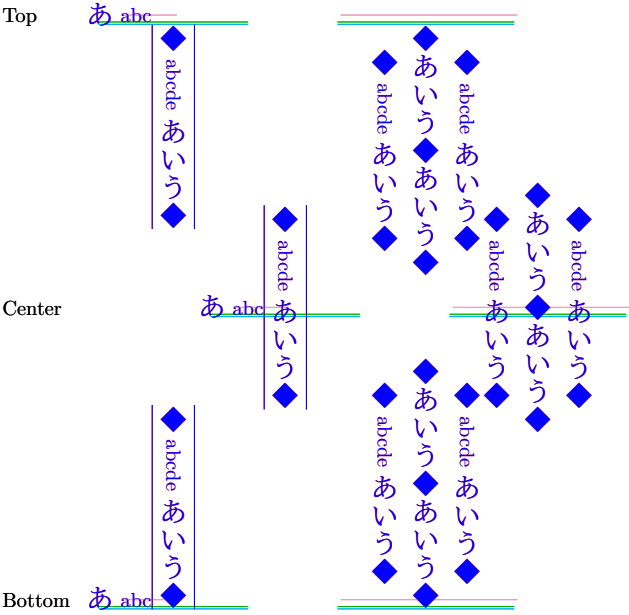 Top
あ abc
◆ abcde あいう ◆
◆ abcde あいう ◆
◆ あいう ◆ あいう ◆
◆ abcde あいう ◆
Center
あ abc
◆ abcde あいう ◆
◆ abcde あいう ◆
◆ あいう ◆ あいう ◆
◆ abcde あいう ◆
Bottom
あ abc
◆ abcde あいう ◆
◆ abcde あいう ◆
◆ あいう ◆ あいう ◆
◆ abcde あいう ◆